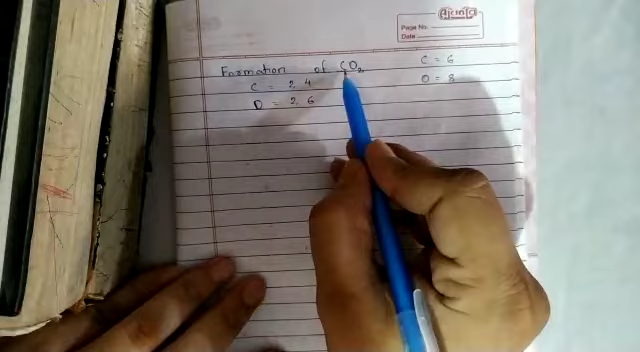 Page No.
Date
Formation of CO₂
C = 6
C = 2, 4
O = 8
O = 2, 6